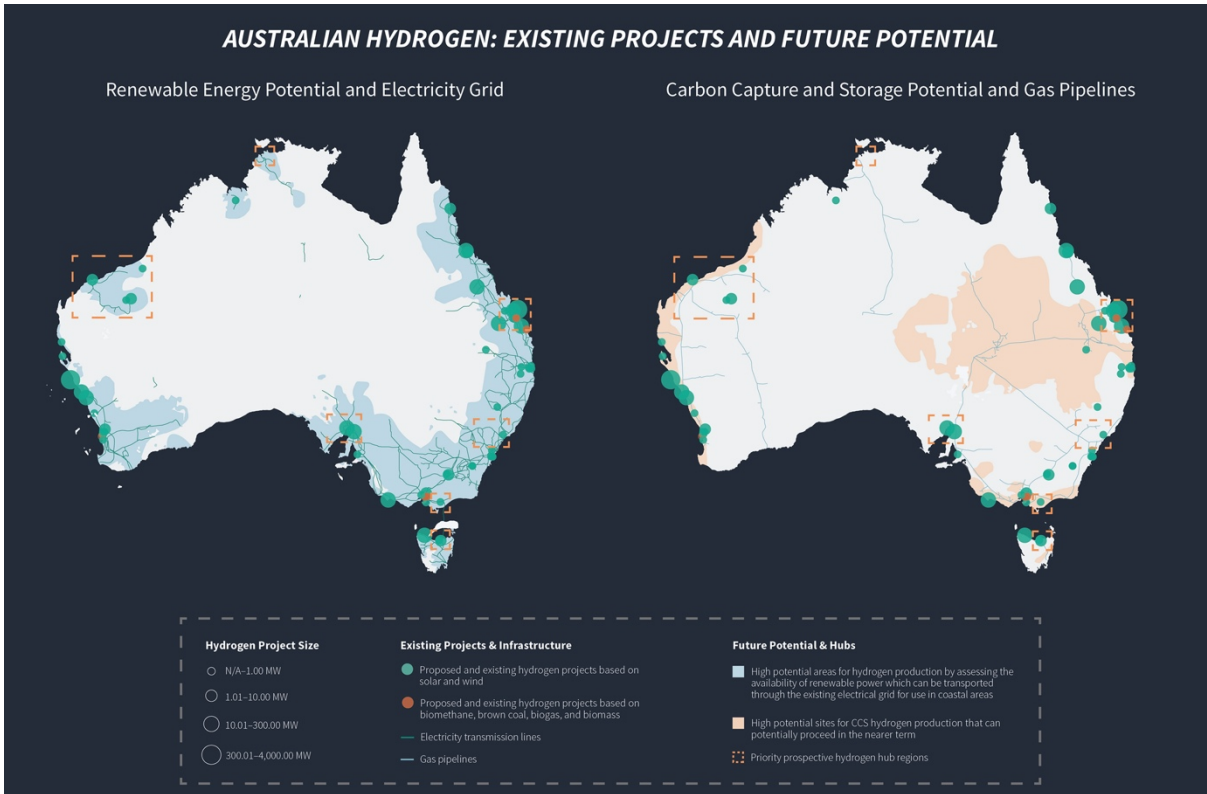 AUSTRALIAN HYDROGEN: EXISTING PROJECTS AND FUTURE POTENTIAL
Renewable Energy Potential and Electricity Grid
Carbon Capture and Storage Potential and Gas Pipelines
Hydrogen Project Size
N/A–1.00 MW
1.01–10.00 MW
10.01–300.00 MW
300.01–4,000.00 MW
Existing Projects & Infrastructure
Proposed and existing hydrogen projects based on
solar and wind
Proposed and existing hydrogen projects based on
biomethane, brown coal, biogas, and biomass
Electricity transmission lines
Gas pipelines
Future Potential & Hubs
High potential areas for hydrogen production by assessing the
availability of renewable power which can be transported
through the existing electrical grid for use in coastal areas
High potential sites for CCS hydrogen production that can
potentially proceed in the nearer term
Priority prospective hydrogen hub regions